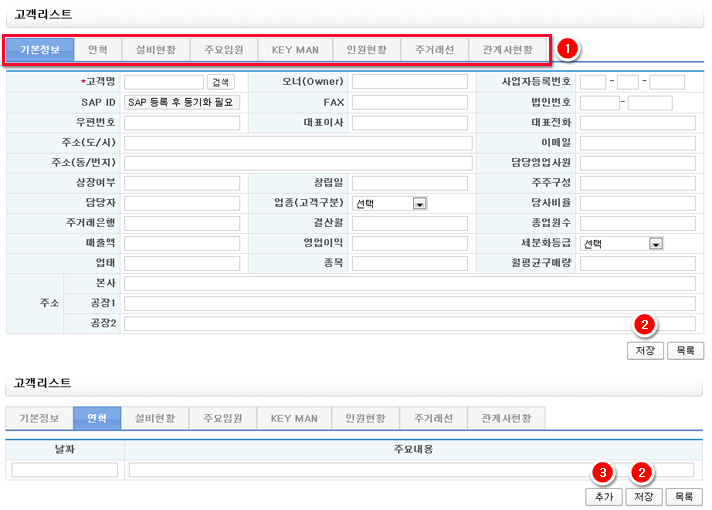 고객리스트
기본정보 연혁 설비현황 주요임원 KEY MAN 인원현황 주거래선 관계사현황 1
*고객명 검색 오너(Owner) 사업자등록번호 - -
SAP ID SAP 등록 후 동기화 필요 FAX 법인번호 -
우편번호 대표이사 대표전화
주소(도/시) 이메일
주소(동/번지) 담당영업사원
상장여부 창립일 주주구성
담당자 업종(고객구분) 선택 당사비율
주거래은행 결산월 종업원수
매출액 영업이익 세분화등급 선택
업태 종목 월평균구매량
본사
주소 공장1
공장2
2
저장 목록
고객리스트
기본정보 연혁 설비현황 주요임원 KEY MAN 인원현황 주거래선 관계사현황
날짜 주요내용
3 2
추가 저장 목록